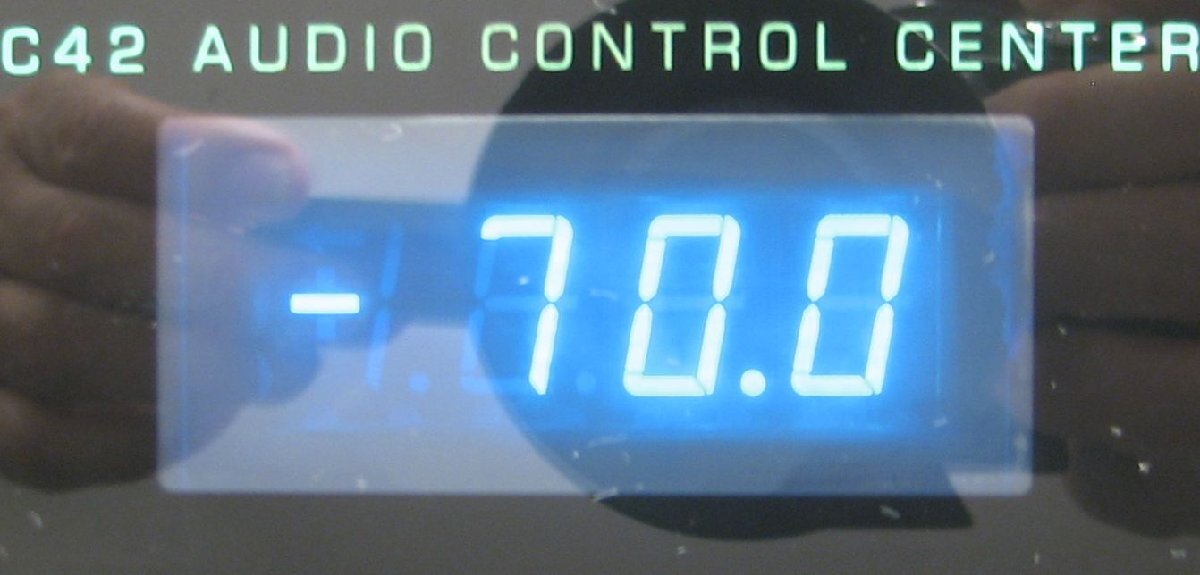 C42 AUDIO CONTROL CENTER
-70.0